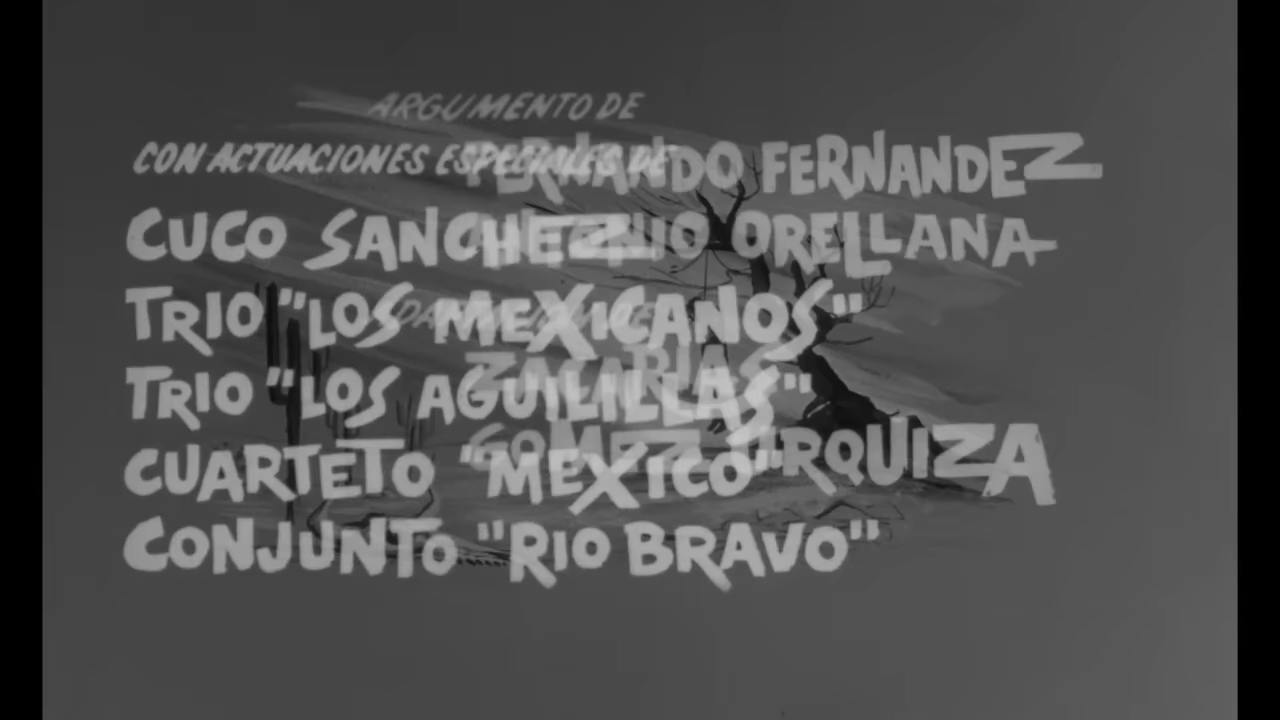 CON ACTUACIONES ESPECIALES DE
CUCO SANCHEZ
TRIO "LOS MEXICANOS"
TRIO "LOS AGUILILLAS"
CUARTETO "MEXICO"
CONJUNTO "RIO BRAVO"
ARGUMENTO DE
FERNANDO FERNANDEZ
ORELLANA
ZACARIAS
GOMEZ URQUIZA